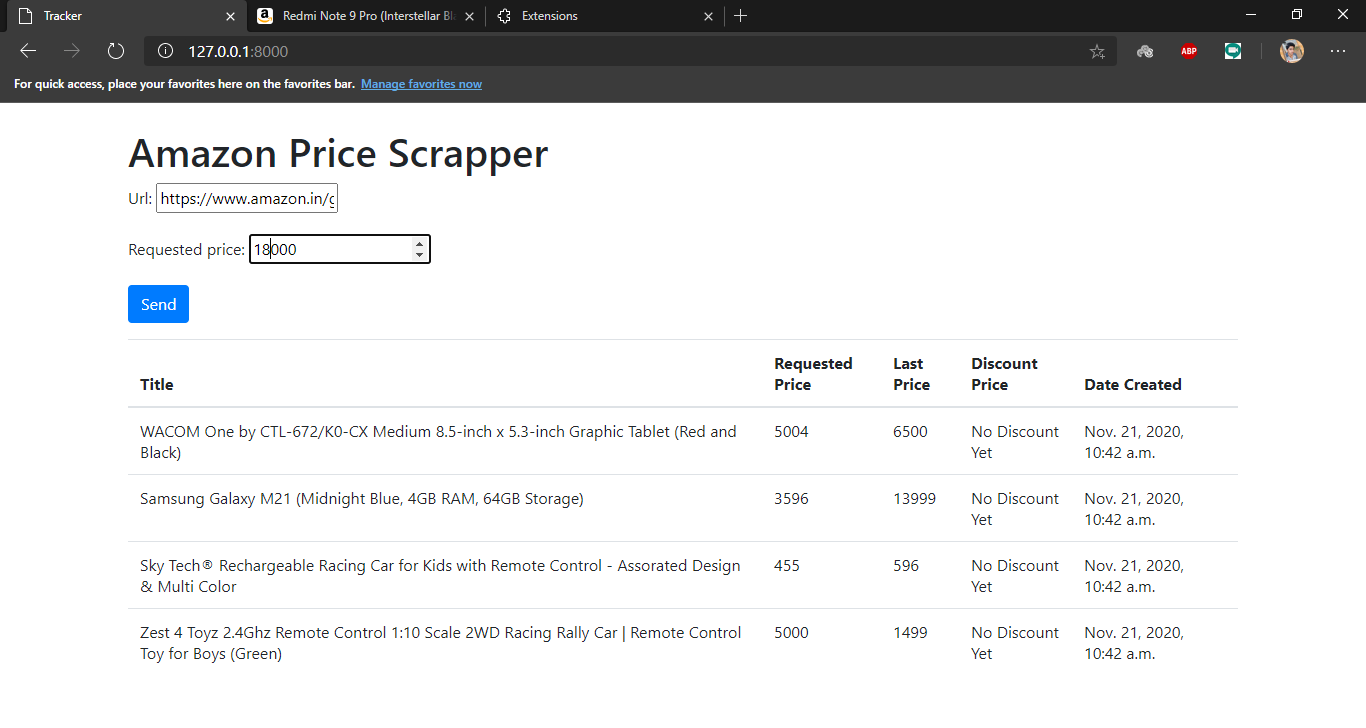 Tracker
Redmi Note 9 Pro (Interstellar Bla
Extensions
127.0.0.1:8000
ABP
For quick access, place your favorites here on the favorites bar. Manage favorites now
Amazon Price Scrapper
Url: https://www.amazon.in/g
Requested price: 18000
Send
Title Requested Price Last Price Discount Price Date Created
WACOM One by CTL-672/K0-CX Medium 8.5-inch x 5.3-inch Graphic Tablet (Red and 5004 6500 No Discount Nov. 21, 2020,
Black) Yet 10:42 a.m.
Samsung Galaxy M21 (Midnight Blue, 4GB RAM, 64GB Storage) 3596 13999 No Discount Nov. 21, 2020,
Yet 10:42 a.m.
Sky Tech® Rechargeable Racing Car for Kids with Remote Control - Assorated Design 455 596 No Discount Nov. 21, 2020,
& Multi Color Yet 10:42 a.m.
Zest 4 Toyz 2.4Ghz Remote Control 1:10 Scale 2WD Racing Rally Car | Remote Control 5000 1499 No Discount Nov. 21, 2020,
Toy for Boys (Green) Yet 10:42 a.m.